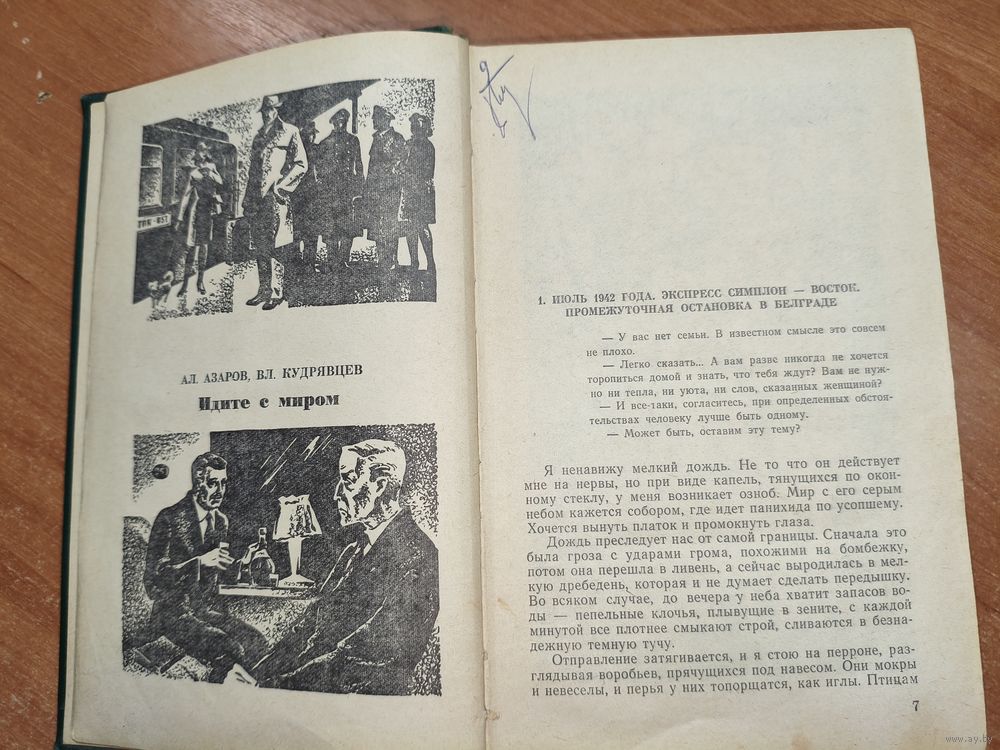 АЛ. АЗАРОВ, ВЛ. КУДРЯВЦЕВ
Идите с миром
1. ИЮЛЬ 1942 ГОДА. ЭКСПРЕСС СИМПЛОН — ВОСТОК.
ПРОМЕЖУТОЧНАЯ ОСТАНОВКА В БЕЛГРАДЕ
— У вас нет семьи. В известном смысле это совсем
не плохо.
— Легко сказать... А вам разве никогда не хочется
торопиться домой и знать, что тебя ждут? Вам не нуж-
но ни тепла, ни уюта, ни слов, сказанных женщиной?
— И все-таки, согласитесь, при определенных обстоя-
тельствах человеку лучше быть одному.
— Может быть, оставим эту тему?
Я ненавижу мелкий дождь. Не то что он действует
мне на нервы, но при виде капель, тянущихся по окон-
ному стеклу, у меня возникает озноб. Мир с его серым
небом кажется собором, где идет панихида по усопшему.
Хочется вынуть платок и промокнуть глаза.
Дождь преследует нас от самой границы. Сначала это
была гроза с ударами грома, похожими на бомбежку,
потом она перешла в ливень, а сейчас выродилась в мел-
кую дребедень, которая и не думает сделать передышку.
Во всяком случае, до вечера у неба хватит запасов во-
ды — пепельные клочья, плывущие в зените, с каждой
минутой все плотнее смыкают строй, сливаются в безна-
дежную темную тучу.
Отправление затягивается, и я стою на перроне, раз-
глядывая воробьев, прячущихся под навесом. Они мокры
и невеселы, и перья у них топорщатся, как иглы. Птицам
7
www.ay.by